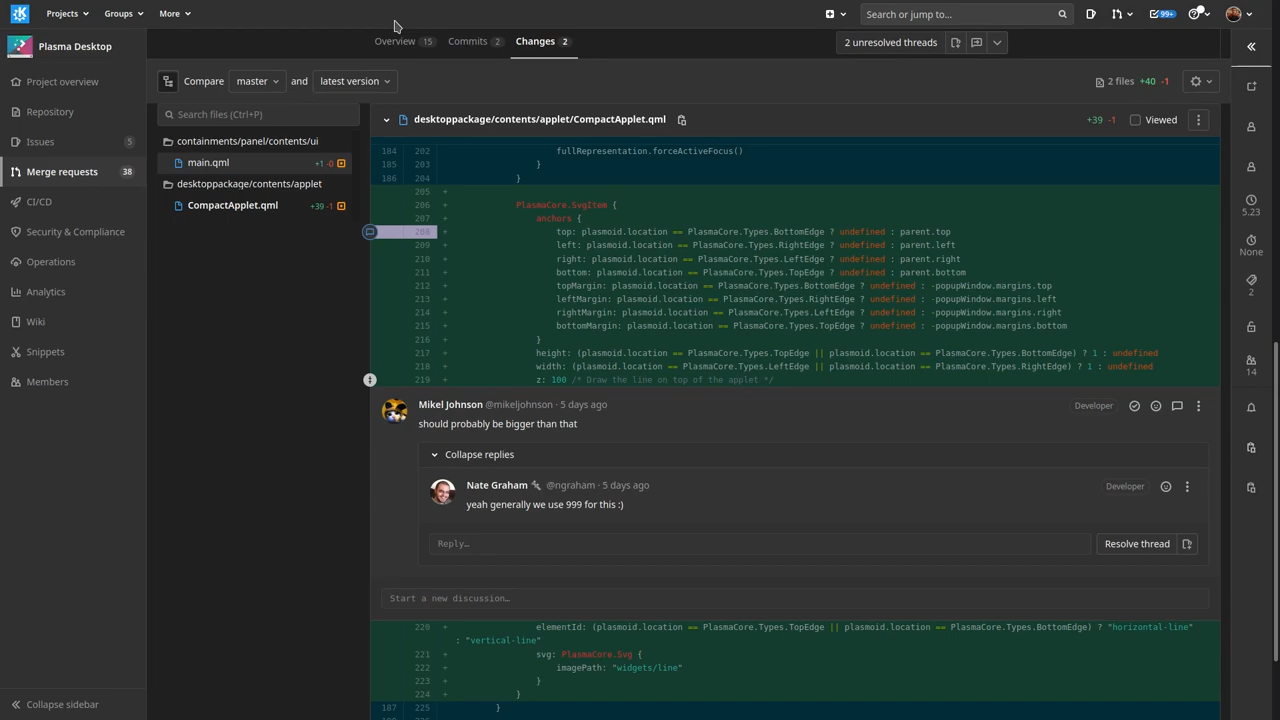 Projects Groups More Search or jump to... 99+
Plasma Desktop
Overview 15 Commits 2 Changes 2 2 unresolved threads
Project overview
Repository
Issues 5
Merge requests 38
CI/CD
Security & Compliance
Operations
Analytics
Wiki
Snippets
Members
Collapse sidebar
Compare master and latest version 2 files +40 -1
Search files (Ctrl+P)
containments/panel/contents/ui
main.qml +1 -0
desktoppackage/contents/applet
CompactApplet.qml +39 -1
desktoppackage/contents/applet/CompactApplet.qml +39 -1 Viewed
184 202 fullRepresentation.forceActiveFocus()
185 203 }
186 204 }
205 +
206 + PlasmaCore.SvgItem {
207 + anchors {
208 + top: plasmoid.location == PlasmaCore.Types.BottomEdge ? undefined : parent.top
209 + left: plasmoid.location == PlasmaCore.Types.RightEdge ? undefined : parent.left
210 + right: plasmoid.location == PlasmaCore.Types.LeftEdge ? undefined : parent.right
211 + bottom: plasmoid.location == PlasmaCore.Types.TopEdge ? undefined : parent.bottom
212 + topMargin: plasmoid.location == PlasmaCore.Types.BottomEdge ? undefined : -popupWindow.margins.top
213 + leftMargin: plasmoid.location == PlasmaCore.Types.RightEdge ? undefined : -popupWindow.margins.left
214 + rightMargin: plasmoid.location == PlasmaCore.Types.LeftEdge ? undefined : -popupWindow.margins.right
215 + bottomMargin: plasmoid.location == PlasmaCore.Types.TopEdge ? undefined : -popupWindow.margins.bottom
216 + }
217 + height: (plasmoid.location == PlasmaCore.Types.TopEdge || plasmoid.location == PlasmaCore.Types.BottomEdge) ? 1 : undefined
218 + width: (plasmoid.location == PlasmaCore.Types.LeftEdge || plasmoid.location == PlasmaCore.Types.RightEdge) ? 1 : undefined
219 + z: 100 /* Draw the line on top of the applet */
Mikel Johnson @mikeljohnson · 5 days ago Developer
should probably be bigger than that
Collapse replies
Nate Graham @ngraham · 5 days ago Developer
yeah generally we use 999 for this :)
Reply… Resolve thread
Start a new discussion…
220 + elementId: (plasmoid.location == PlasmaCore.Types.TopEdge || plasmoid.location == PlasmaCore.Types.BottomEdge) ? "horizontal-line"
: "vertical-line"
221 + svg: PlasmaCore.Svg {
222 + imagePath: "widgets/line"
223 + }
224 + }
187 225 }
5.23
None
2
14